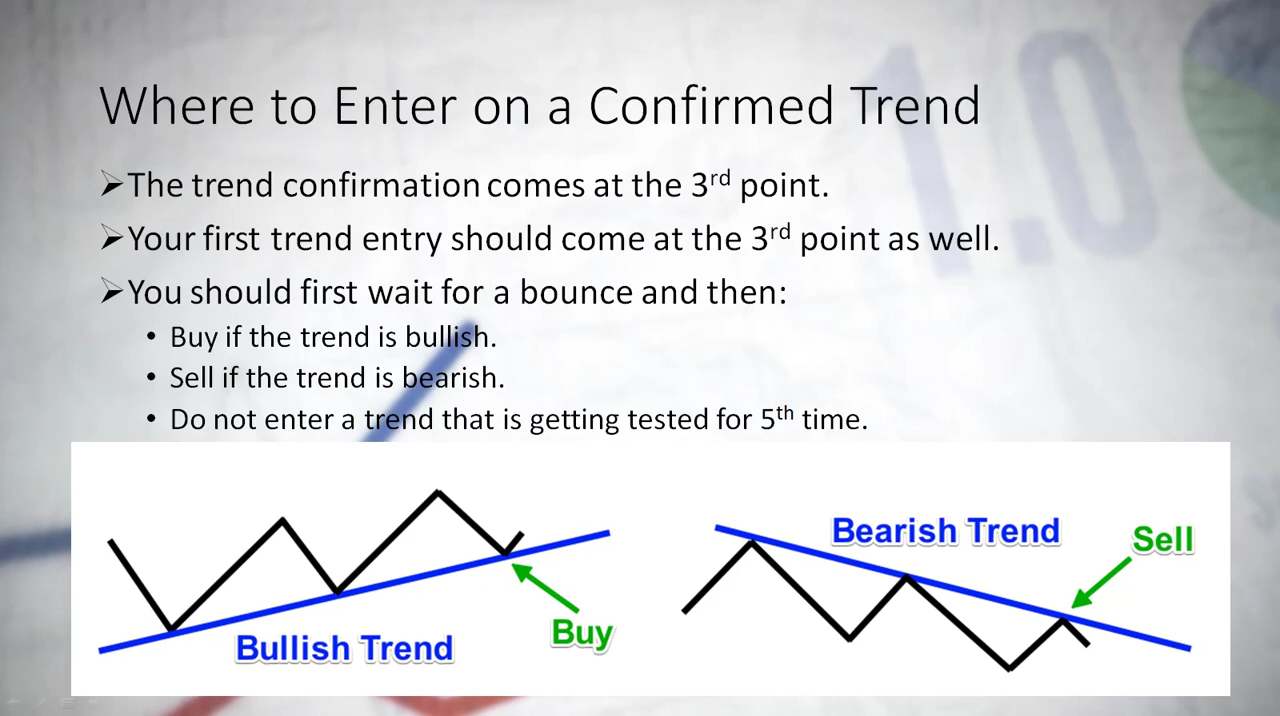 1.0
Where to Enter on a Confirmed Trend
➢The trend confirmation comes at the 3rd point.
➢Your first trend entry should come at the 3rd point as well.
➢You should first wait for a bounce and then:
• Buy if the trend is bullish.
• Sell if the trend is bearish.
• Do not enter a trend that is getting tested for 5th time.
Bullish Trend
Buy
Bearish Trend
Sell